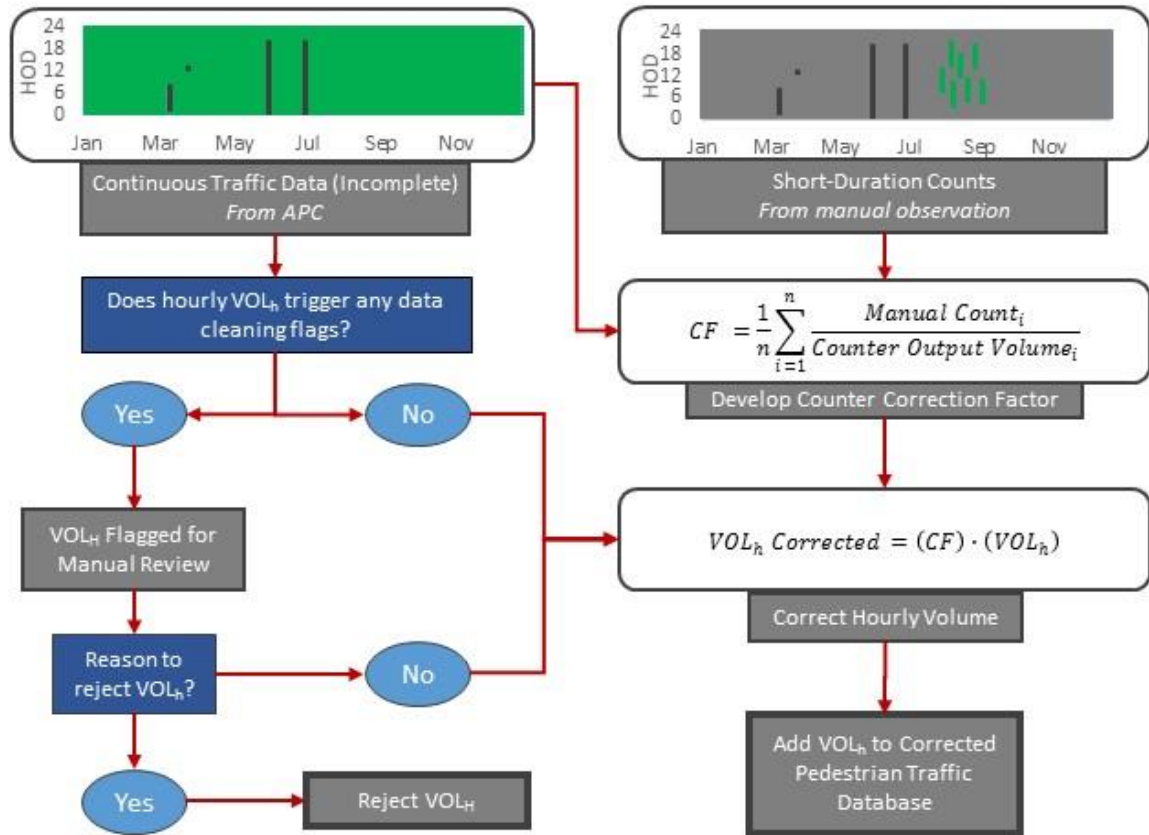 HOD
24
18
12
6
0
Jan Mar May Jul Sep Nov
Continuous Traffic Data (Incomplete)
From APC
Does hourly VOLₕ trigger any data
cleaning flags?
Yes
No
VOL_H Flagged for
Manual Review
Reason to
reject VOLₕ?
No
Yes
Reject VOL_H
HOD
24
18
12
6
0
Jan Mar May Jul Sep Nov
Short-Duration Counts
From manual observation
CF = 1/n ∑ i=1 n Manual Countᵢ / Counter Output Volumeᵢ
Develop Counter Correction Factor
VOLₕ Corrected = (CF) · (VOLₕ)
Correct Hourly Volume
Add VOLₕ to Corrected
Pedestrian Traffic
Database